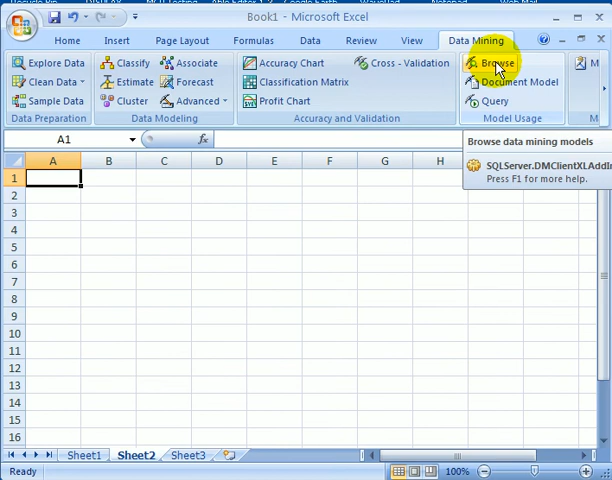 Book1 - Microsoft Excel
Home Insert Page Layout Formulas Data Review View Data Mining
Explore Data Classify Associate Accuracy Chart Cross - Validation Browse M
Clean Data Estimate Forecast Classification Matrix Document Model
Sample Data Cluster Advanced Profit Chart Query
Data Preparation Data Modeling Accuracy and Validation Model Usage M
A1 fx
Browse data mining models
SQLServer.DMClientXLAddIn
Press F1 for more help.
A B C D E F G H
1
2
3
4
5
6
7
8
9
10
11
12
13
14
15
16
Sheet1 Sheet2 Sheet3
Ready 100%